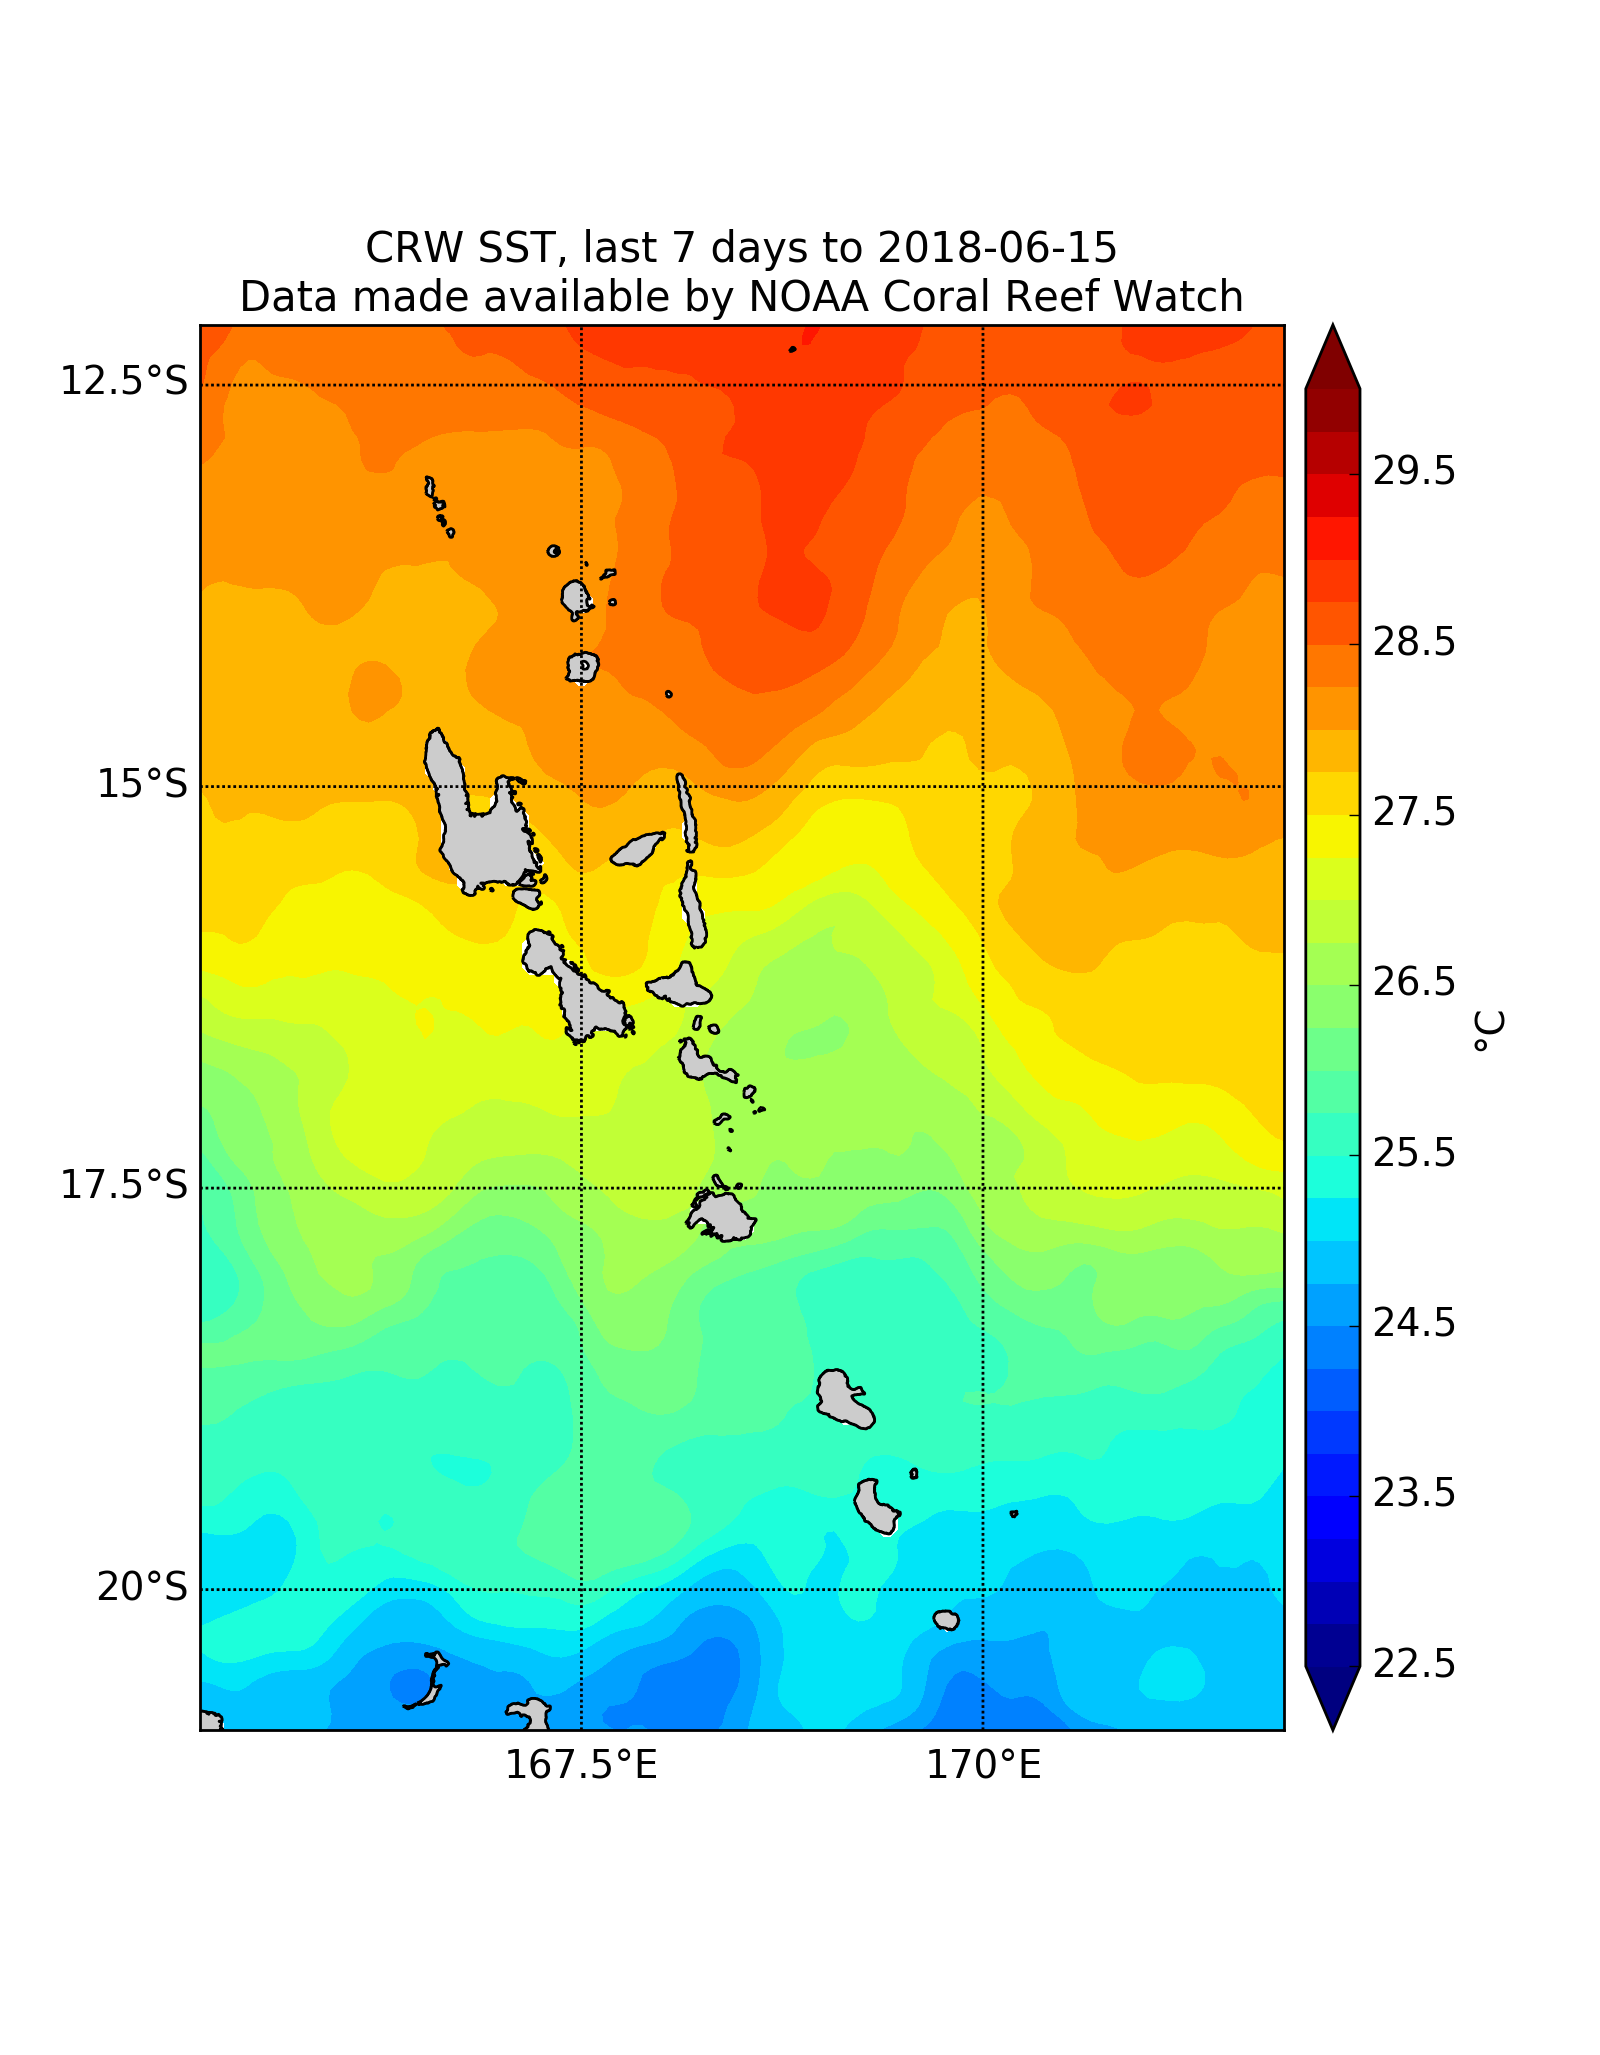 CRW SST, last 7 days to 2018-06-15
Data made available by NOAA Coral Reef Watch
12.5°S
15°S
17.5°S
20°S
167.5°E
170°E
29.5
28.5
27.5
26.5
25.5
24.5
23.5
22.5
°C